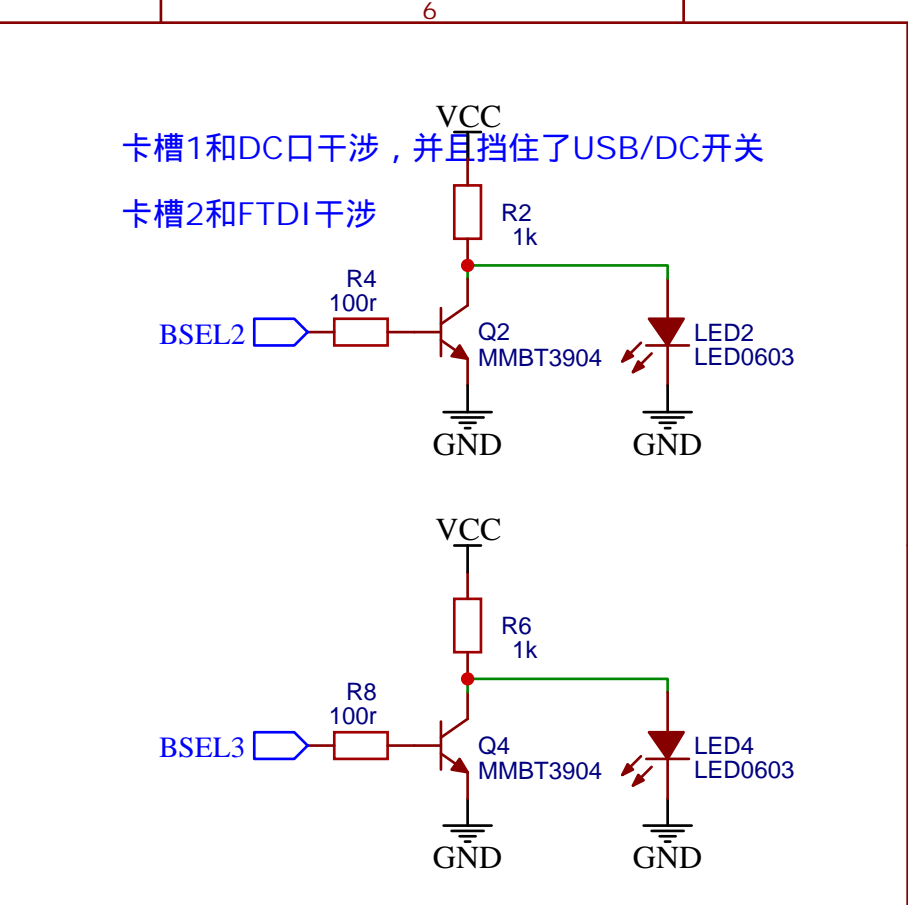 6
VCC
卡槽1和DC口干涉，并且挡住了USB/DC开关
卡槽2和FTDI干涉
R2
1k
R4
100r
BSEL2
Q2
MMBT3904
LED2
LED0603
GND
GND
VCC
R6
1k
R8
100r
BSEL3
Q4
MMBT3904
LED4
LED0603
GND
GND